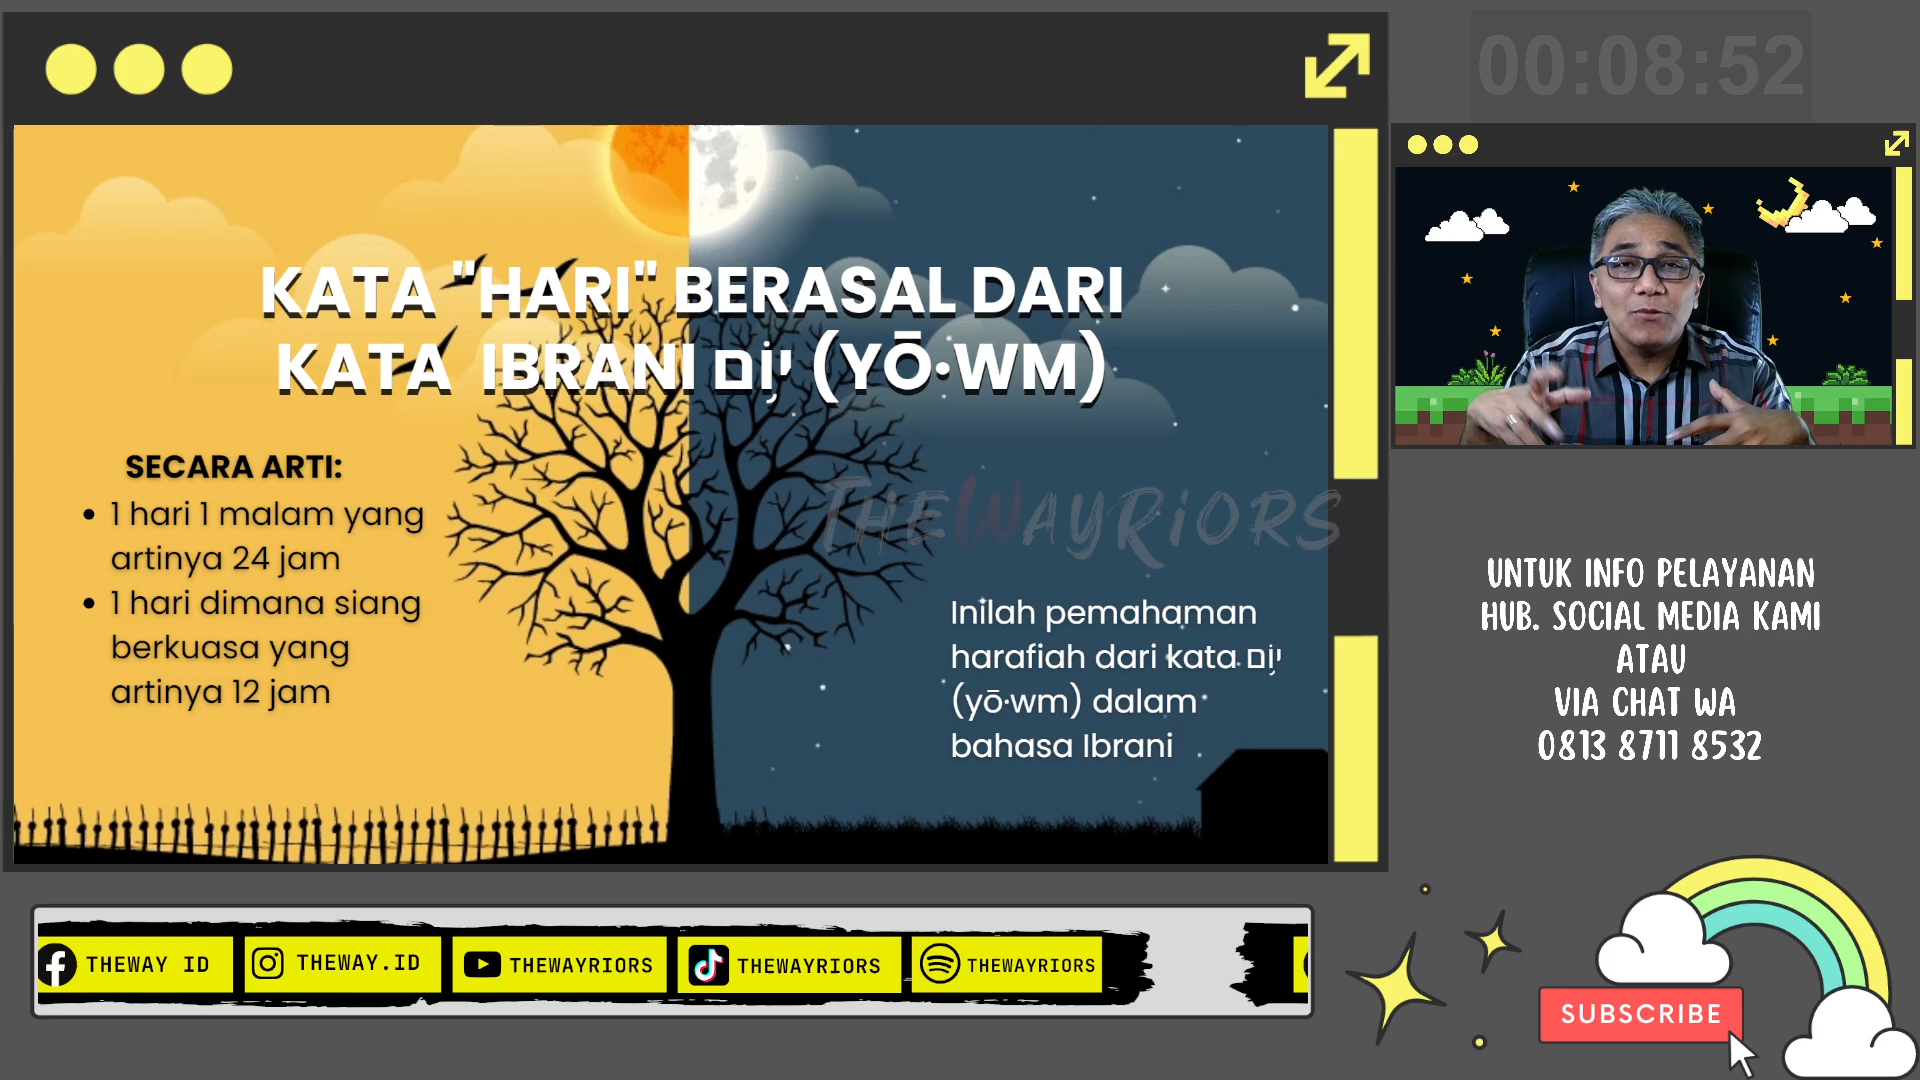 00:08:52
KATA "HARI" BERASAL DARI
KATA IBRANI יוֹם (YŌ·WM)
SECARA ARTI:
• 1 hari 1 malam yang
artinya 24 jam
• 1 hari dimana siang
berkuasa yang
artinya 12 jam
THEWAYRIORS
Inilah pemahaman
harafiah dari kata יוֹם
(yō·wm) dalam
bahasa Ibrani
UNTUK INFO PELAYANAN
HUB. SOCIAL MEDIA KAMI
ATAU
VIA CHAT WA
0813 8711 8532
THEWAY ID
THEWAY.ID
THEWAYRIORS
THEWAYRIORS
THEWAYRIORS
SUBSCRIBE